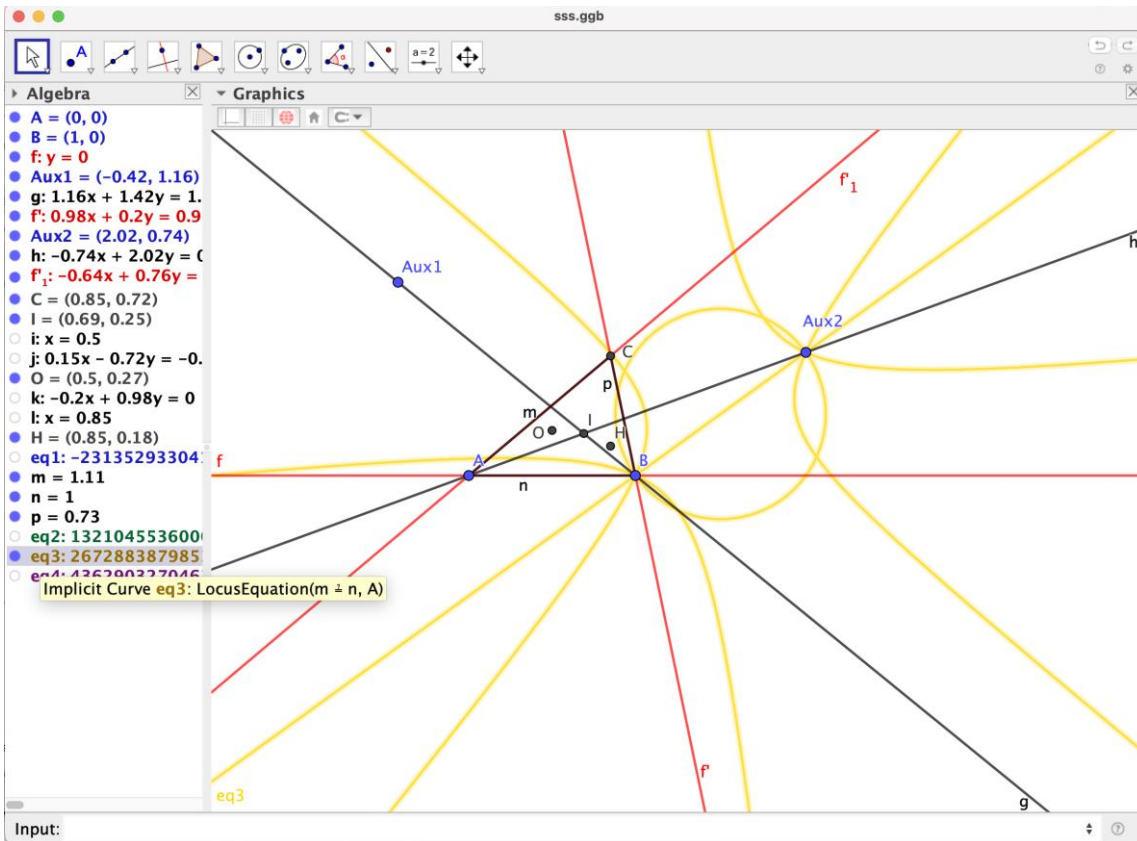 sss.ggb
A
α
a=2
Algebra
Graphics
A = (0, 0)
B = (1, 0)
f: y = 0
Aux1 = (−0.42, 1.16)
g: 1.16x + 1.42y = 1.
f': 0.98x + 0.2y = 0.9
Aux2 = (2.02, 0.74)
h: −0.74x + 2.02y = 0
f'₁: −0.64x + 0.76y =
C = (0.85, 0.72)
I = (0.69, 0.25)
i: x = 0.5
j: 0.15x − 0.72y = −0.
O = (0.5, 0.27)
k: −0.2x + 0.98y = 0
l: x = 0.85
H = (0.85, 0.18)
eq1: −23135293304
m = 1.11
n = 1
p = 0.73
eq2: 132104553600
eq3: 267288387985
Implicit Curve eq3: LocusEquation(m ≟ n, A)
f'₁
h
Aux1
Aux2
C
p
m
I
O
H
f
A
B
n
f'
eq3
g
Input: